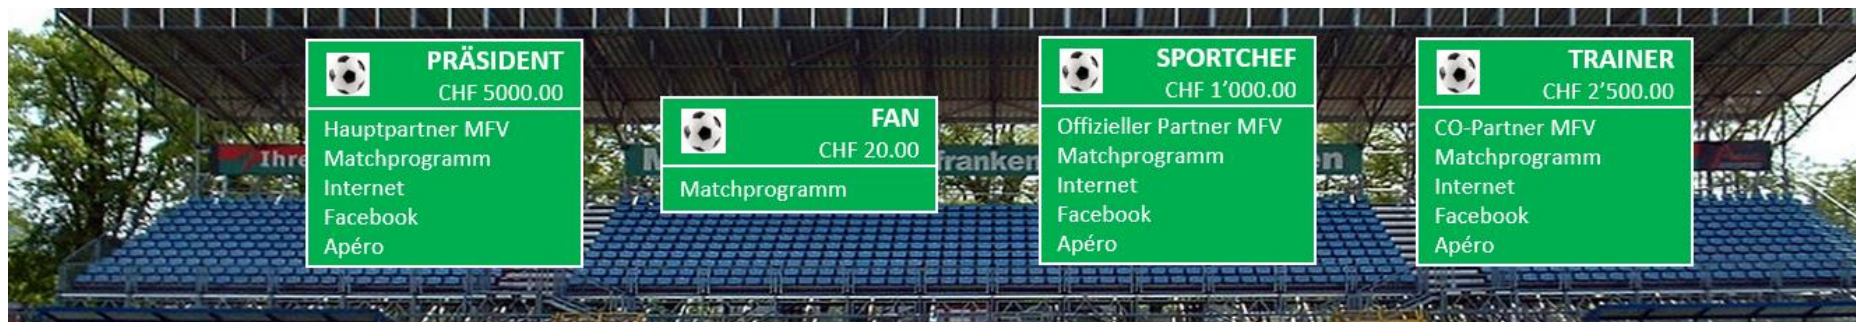 PRÄSIDENT
CHF 5000.00
Hauptpartner MFV
Matchprogramm
Internet
Facebook
Apéro
FAN
CHF 20.00
Matchprogramm
SPORTCHEF
CHF 1’000.00
Offizieller Partner MFV
Matchprogramm
Internet
Facebook
Apéro
TRAINER
CHF 2’500.00
CO-Partner MFV
Matchprogramm
Internet
Facebook
Apéro